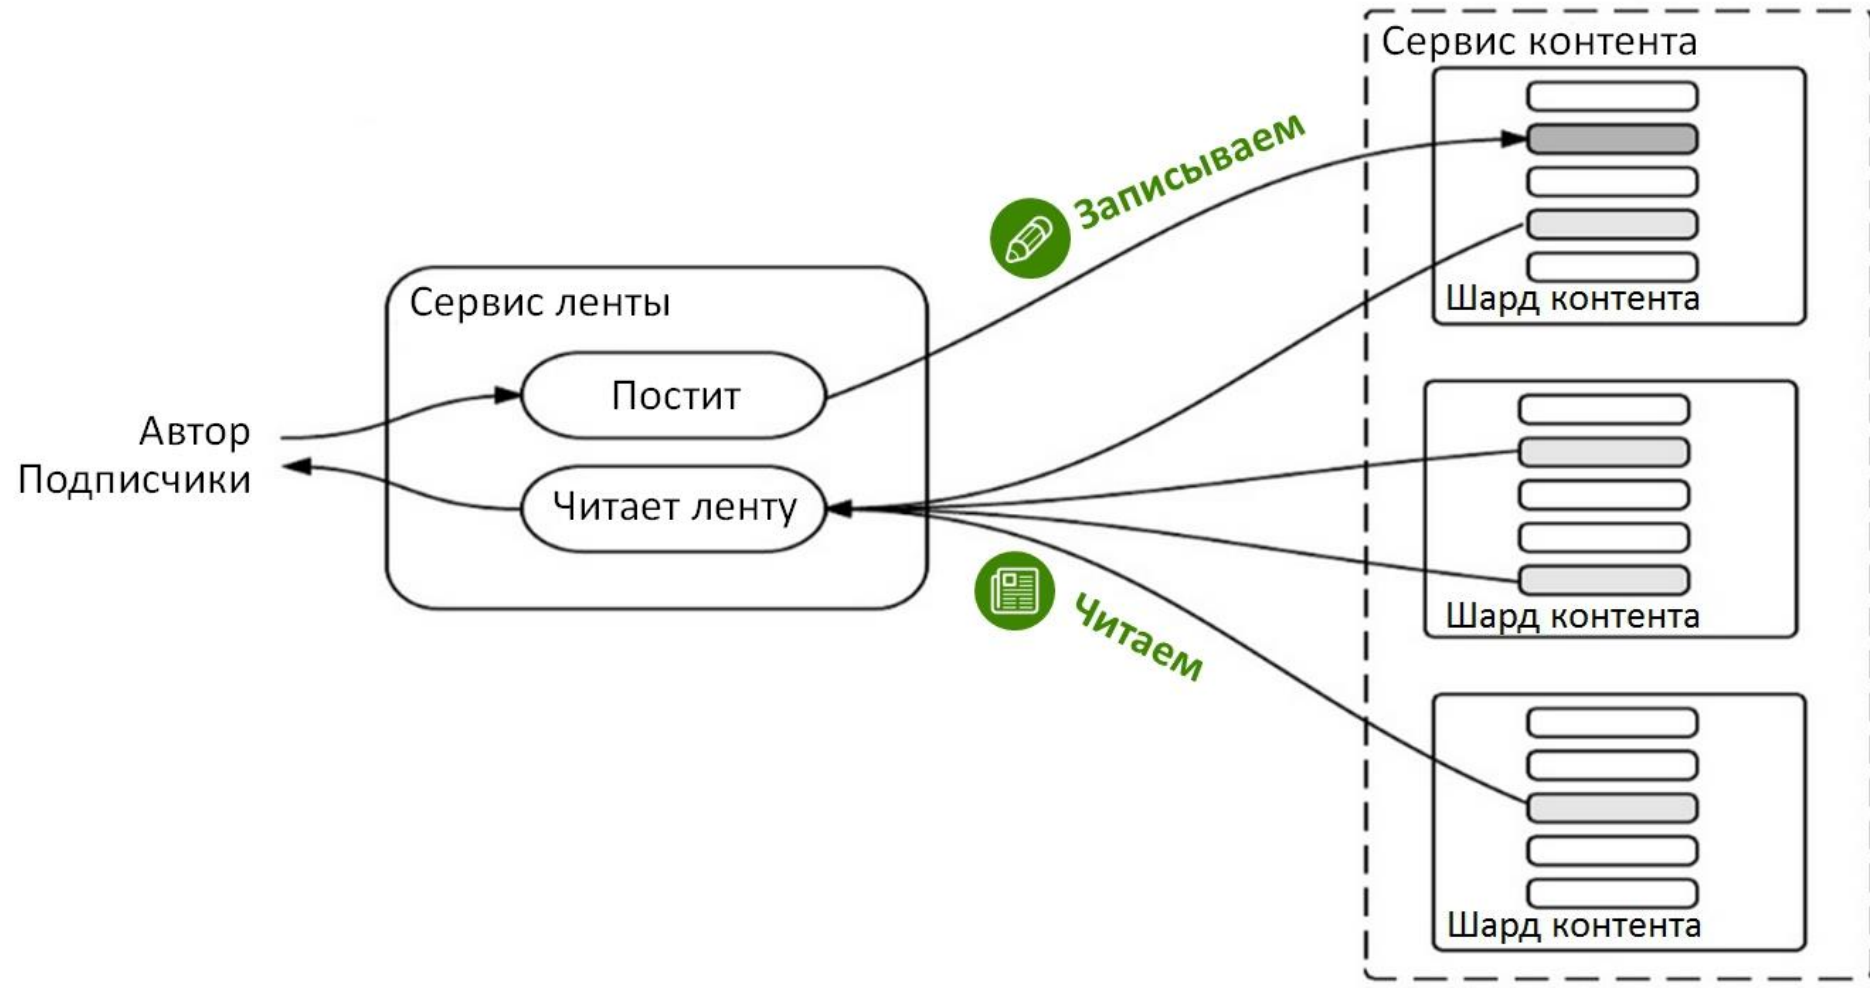 Сервис контента
Записываем
Шард контента
Сервис ленты
Постит
Автор
Подписчики
Читает ленту
Читаем
Шард контента
Шард контента